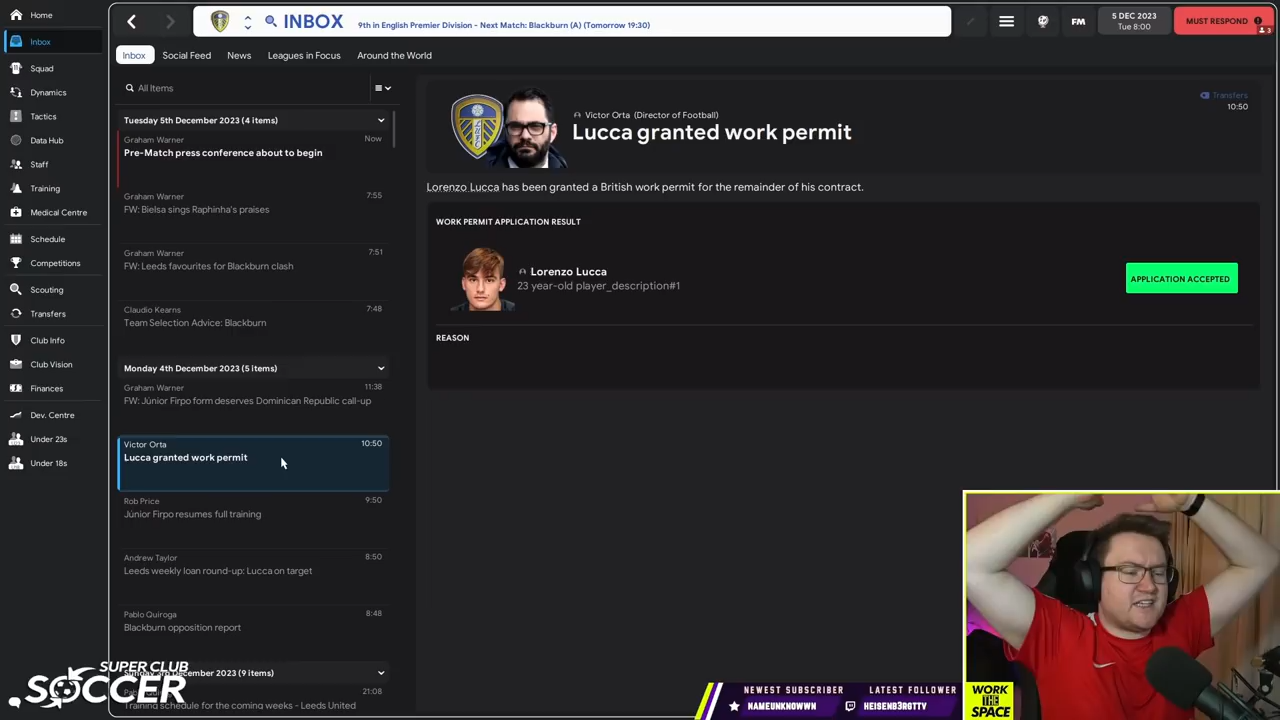 Home
Inbox
Squad
Dynamics
Tactics
Data Hub
Staff
Training
Medical Centre
Schedule
Competitions
Scouting
Transfers
Club Info
Club Vision
Finances
Dev. Centre
Under 23s
Under 18s
INBOX
9th in English Premier Division - Next Match: Blackburn (A) (Tomorrow 19:30)
FM
5 DEC 2023
Tue 8:00
MUST RESPOND
3
Inbox Social Feed News Leagues in Focus Around the World
All Items
Tuesday 5th December 2023 (4 items)
Graham Warner Now
Pre-Match press conference about to begin
Graham Warner 7:55
FW: Bielsa sings Raphinha's praises
Graham Warner 7:51
FW: Leeds favourites for Blackburn clash
Claudio Kearns 7:48
Team Selection Advice: Blackburn
Monday 4th December 2023 (5 items)
Graham Warner 11:38
FW: Júnior Firpo form deserves Dominican Republic call-up
Victor Orta 10:50
Lucca granted work permit
Rob Price 9:50
Júnior Firpo resumes full training
Andrew Taylor 8:50
Leeds weekly loan round-up: Lucca on target
Pablo Quiroga 8:48
Blackburn opposition report
December 2023 (9 items)
21:08
Training schedule for the coming weeks - Leeds United
Transfers
10:50
Victor Orta (Director of Football)
Lucca granted work permit
Lorenzo Lucca has been granted a British work permit for the remainder of his contract.
WORK PERMIT APPLICATION RESULT
Lorenzo Lucca
23 year-old player_description#1
APPLICATION ACCEPTED
REASON
SUPER CLUB
SOCCER
NEWEST SUBSCRIBER
NAMEUNKNOWWN
LATEST FOLLOWER
HEISENB3RGTTV
WORK
THE
SPACE